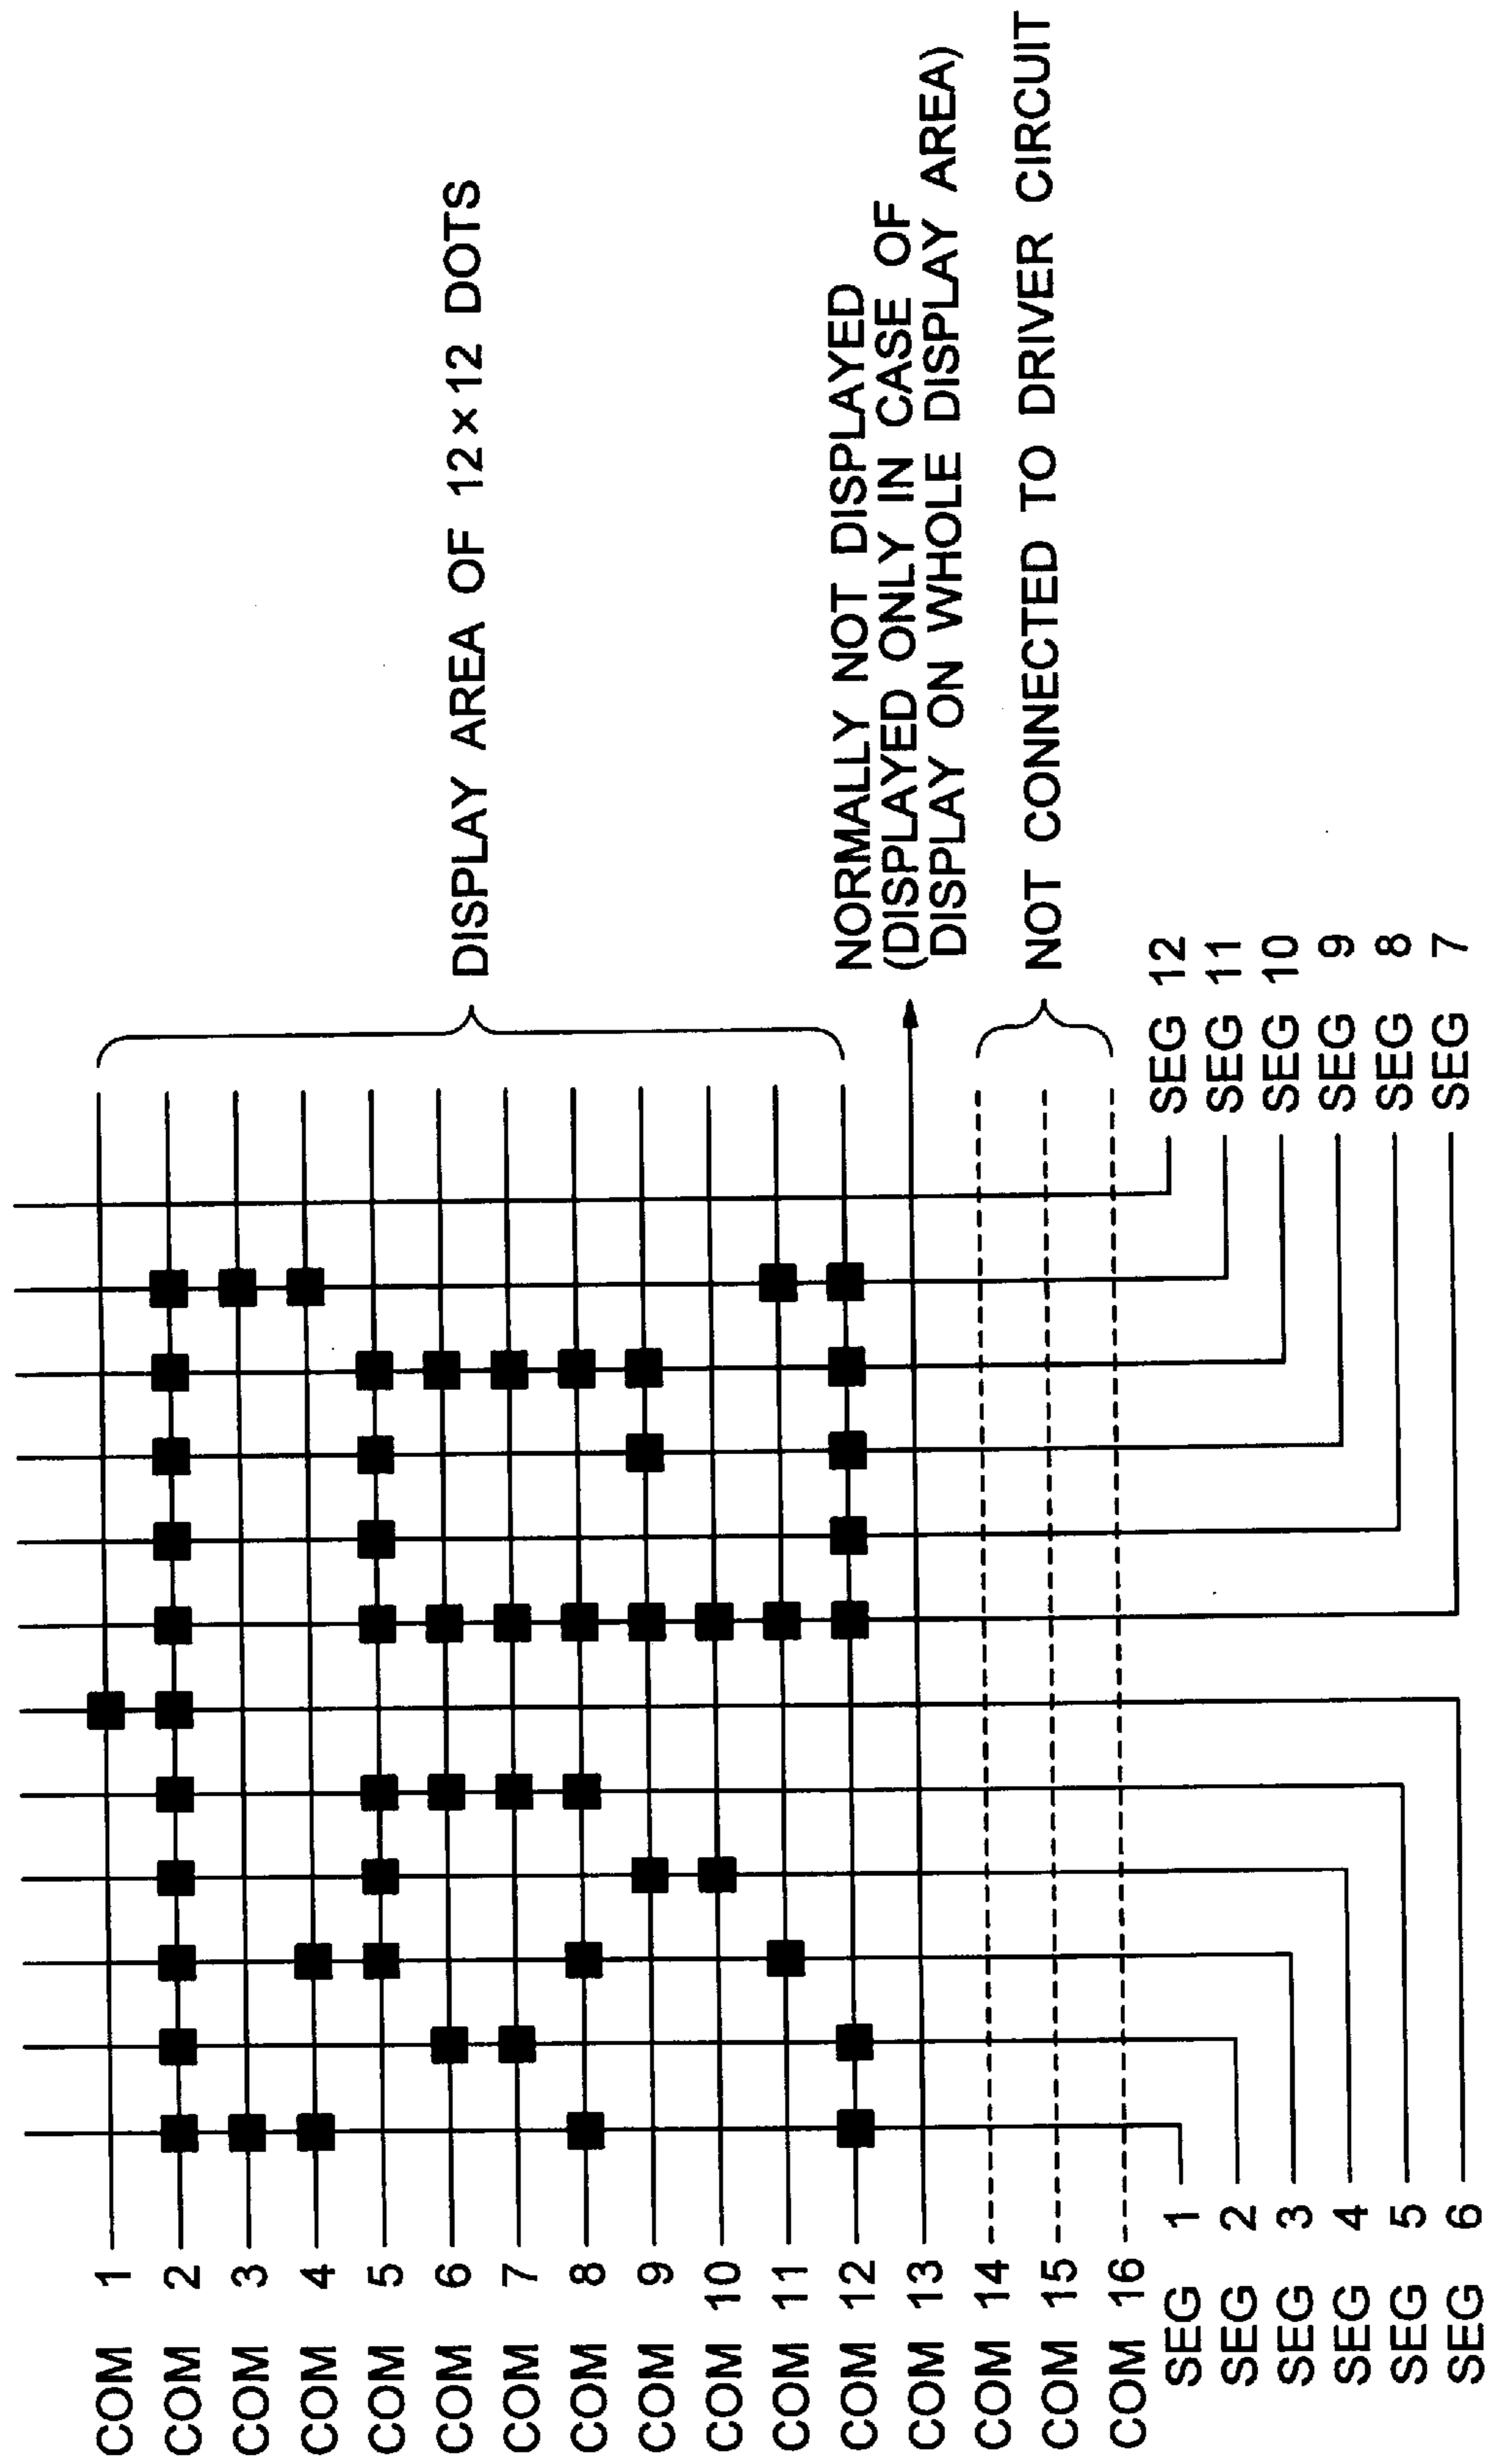 COM 1
COM 2
COM 3
COM 4
COM 5
COM 6
COM 7
COM 8
COM 9
COM 10
COM 11
COM 12
COM 13
COM 14
COM 15
COM 16
DISPLAY AREA OF 12×12 DOTS
NORMALLY NOT DISPLAYED
(DISPLAYED ONLY IN CASE OF
DISPLAY ON WHOLE DISPLAY AREA)
NOT CONNECTED TO DRIVER CIRCUIT
SEG 1
SEG 2
SEG 3
SEG 4
SEG 5
SEG 6
SEG 12
SEG 11
SEG 10
SEG 9
SEG 8
SEG 7